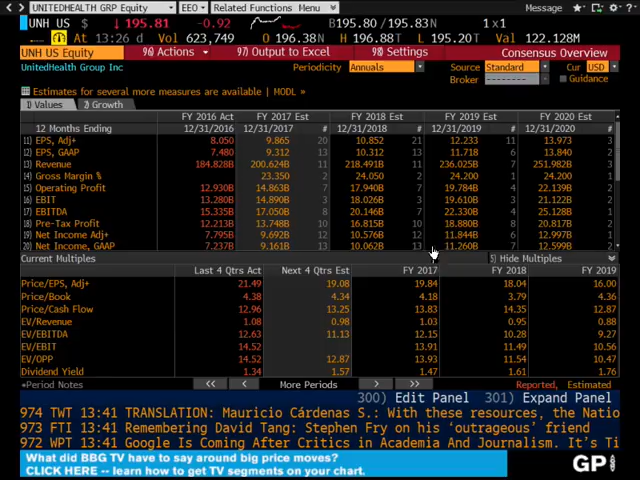 UNITEDHEALTH GRP Equity EEO Related Functions Menu Message
UNH US $ ↓ 195.81 -0.92 B195.80 / 195.83N 1x1
At 13:26 d Vol 623,749 O 196.38N H 196.88T L 195.20T Val 122.128M
UNH US Equity 96) Actions 97) Output to Excel 98) Settings Consensus Overview
UnitedHealth Group Inc Periodicity Annuals Source Standard Cur USD
Broker Guidance
Estimates for several more measures are available | MODL »
1) Values 2) Growth
FY 2016 Act FY 2017 Est FY 2018 Est FY 2019 Est FY 2020 Est
12 Months Ending 12/31/2016 12/31/2017 # 12/31/2018 # 12/31/2019 # 12/31/2020 #
11) EPS, Adj+ 8.050 9.865 20 10.852 21 12.233 11 13.973 3
12) EPS, GAAP 7.480 9.312 13 10.312 13 11.718 6 13.840 2
13) Revenue 184.828B 200.624B 11 218.491B 11 236.025B 7 251.982B 3
14) Gross Margin % 23.350 2 24.050 2 24.200 1 24.000 1
15) Operating Profit 12.930B 14.863B 17.940B 7 19.784B 4 22.139B 2
16) EBIT 13.280B 14.890B 18.026B 19.610B 21.120B
17) EBITDA 15.335B 17.050B 8 20.146B 7 22.330B 4 25.128B 1
18) Pre-Tax Profit 12.213B 13.748B 16.815B 10 18.880B 8 20.817B 2
19) Net Income Adj+ 7.795B 9.692B 13 10.576B 12 11.844B 6 12.997B 2
20) Net Income, GAAP 7.237B 9.161B 13 10.062B 13 11.260B 7 12.599B 2
Current Multiples 5) Hide Multiples
Last 4 Qtrs Act Next 4 Qtrs Est FY 2017 FY 2018 FY 2019
Price/EPS, Adj+ 21.49 19.08 19.84 18.04 16.00
Price/Book 4.38 4.34 4.18 3.79 4.36
Price/Cash Flow 12.96 13.25 13.83 14.35 12.87
EV/Revenue 1.08 0.98 1.03 0.95 0.88
EV/EBITDA 12.63 11.13 12.15 10.28 9.27
EV/EBIT 14.52 13.91 11.49 10.56
EV/OPP 14.52 12.87 13.93 11.54 10.47
Dividend Yield 1.34 1.57 1.47 1.61 1.76
•Period Notes << < More Periods > >> Reported, Estimated
300) Edit Panel 301) Expand Panel
974 TWT 13:41 TRANSLATION: Mauricio Cárdenas S.: With these resources, the Natio
973 FTI 13:41 Remembering David Tang: Stephen Fry on his ‘outrageous’ friend
972 WPT 13:41 Google Is Coming After Critics in Academia And Journalism. It’s Ti
What did BBG TV have to say around big price moves?
CLICK HERE -- learn how to get TV segments on your chart.
GP